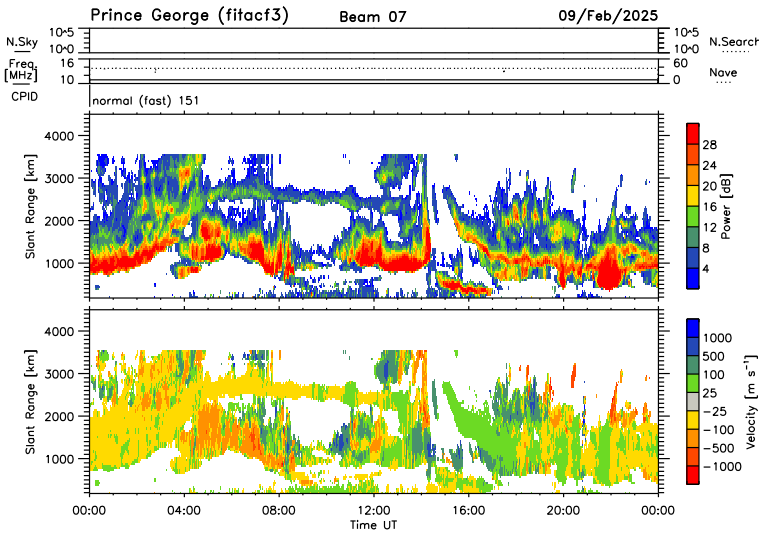 Prince George (fitacf3) Beam 07 09/Feb/2025
N.Sky 10^5 10^5 N.Search
10^0 10^0
Freq. 16 60 Nave
[MHz] 10 0
CPID normal (fast) 151
4000
3000
2000
1000
Slant Range [km]
28
24
20
16
12
8
4
Power [dB]
4000
3000
2000
1000
Slant Range [km]
1000
500
100
25
-25
-100
-500
-1000
Velocity [m s⁻¹]
00:00 04:00 08:00 12:00 16:00 20:00 00:00
Time UT